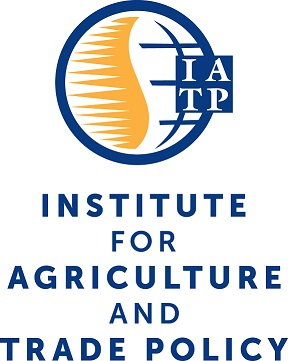 IA
TP
INSTITUTE
FOR
AGRICULTURE
AND
TRADE POLICY